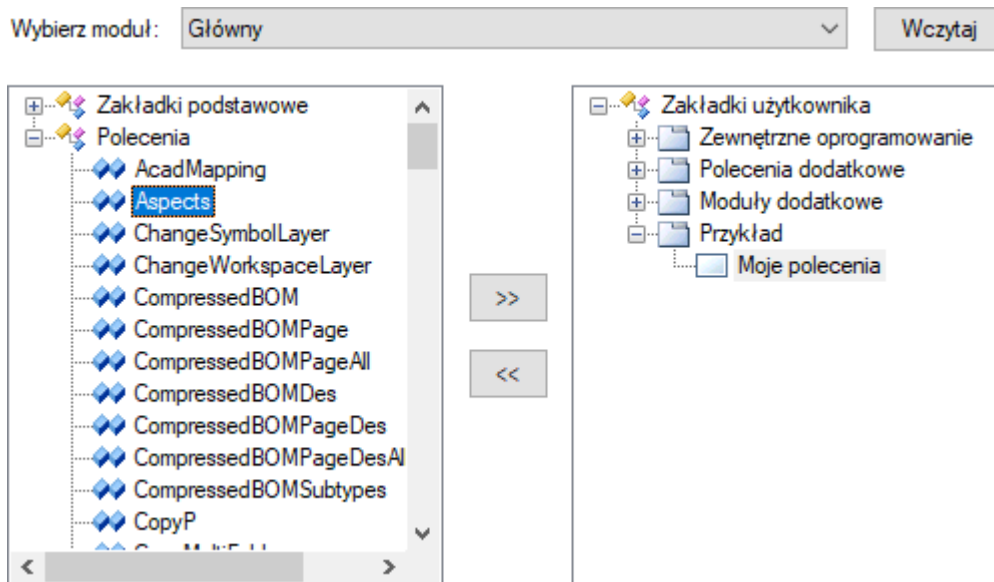 Wybierz moduł: Główny Wczytaj
Zakładki podstawowe
Polecenia
AcadMapping
Aspects
ChangeSymbolLayer
ChangeWorkspaceLayer
CompressedBOM
CompressedBOMPage
CompressedBOMPageAll
CompressedBOMDes
CompressedBOMPageDes
CompressedBOMPageDesAl
CompressedBOMSubtypes
CopyP
>>
<<
Zakładki użytkownika
Zewnętrzne oprogramowanie
Polecenia dodatkowe
Moduły dodatkowe
Przykład
Moje polecenia